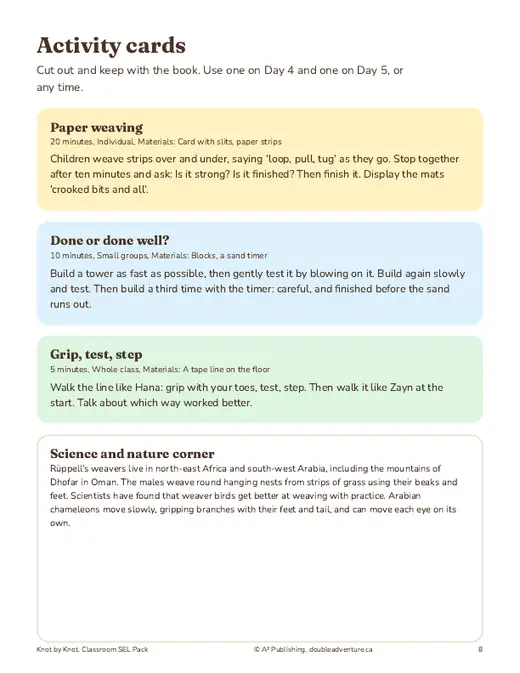 Activity cards
Cut out and keep with the book. Use one on Day 4 and one on Day 5, or
any time.
Paper weaving
20 minutes, Individual, Materials: Card with slits, paper strips
Children weave strips over and under, saying 'loop, pull, tug' as they go. Stop together
after ten minutes and ask: Is it strong? Is it finished? Then finish it. Display the mats
'crooked bits and all'.
Done or done well?
10 minutes, Small groups, Materials: Blocks, a sand timer
Build a tower as fast as possible, then gently test it by blowing on it. Build again slowly
and test. Then build a third time with the timer: careful, and finished before the sand
runs out.
Grip, test, step
5 minutes, Whole class, Materials: A tape line on the floor
Walk the line like Hana: grip with your toes, test, step. Then walk it like Zayn at the
start. Talk about which way worked better.
Science and nature corner
Rüppell's weavers live in north-east Africa and south-west Arabia, including the mountains of
Dhofar in Oman. The males weave round hanging nests from strips of grass using their beaks and
feet. Scientists have found that weaver birds get better at weaving with practice. Arabian
chameleons move slowly, gripping branches with their feet and tail, and can move each eye on its
own.
Knot by Knot. Classroom SEL Pack
© A² Publishing, doubleadventure.ca
8